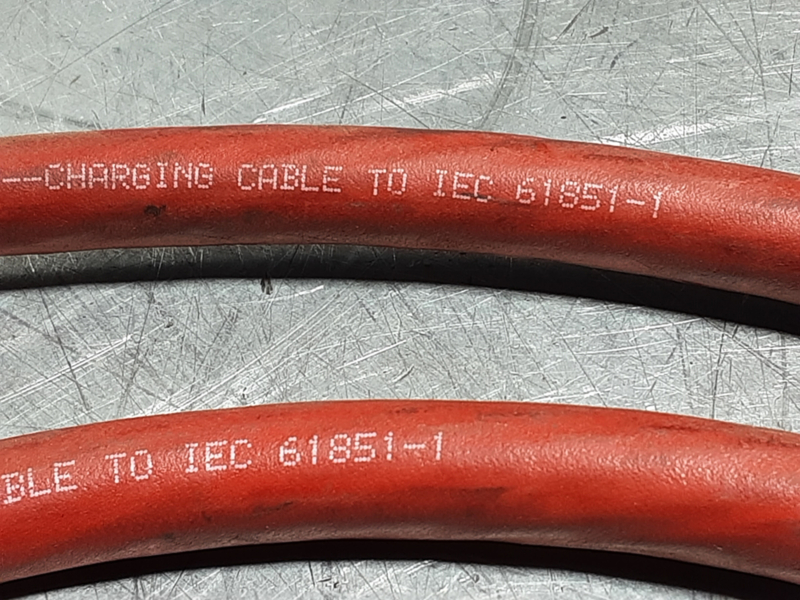 --CHARGING CABLE TO IEC 61851-1
BLE TO IEC 61851-1